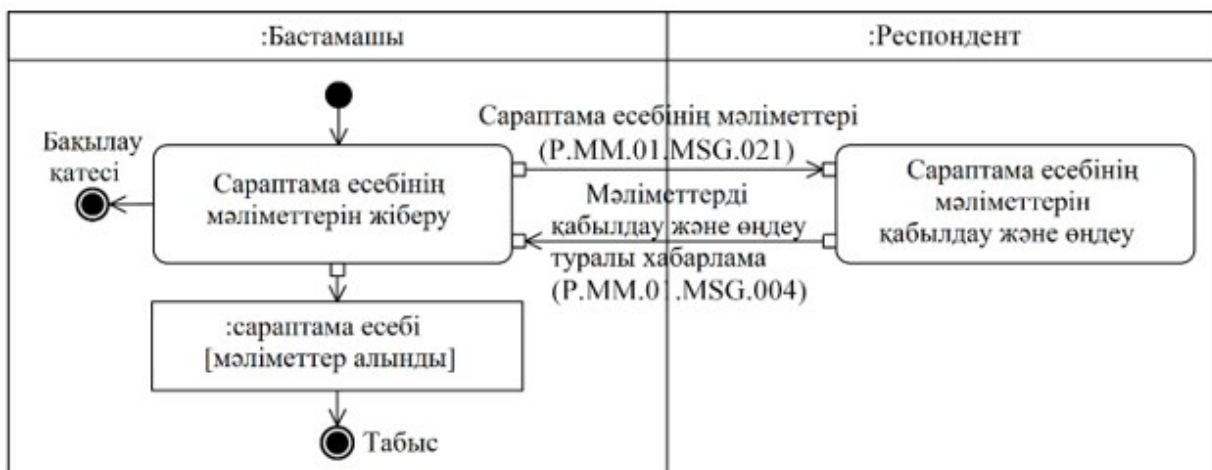 :Бастамашы
:Респондент
Сараптама есебінің мәліметтері
(P.MM.01.MSG.021)
Бақылау
қатесі
Сараптама есебінің
мәліметтерін жіберу
Мәліметтерді
қабылдау және өңдеу
туралы хабарлама
(P.MM.01.MSG.004)
Сараптама есебінің
мәліметтерін
қабылдау және өңдеу
:сараптама есебі
[мәліметтер алынды]
Табыс